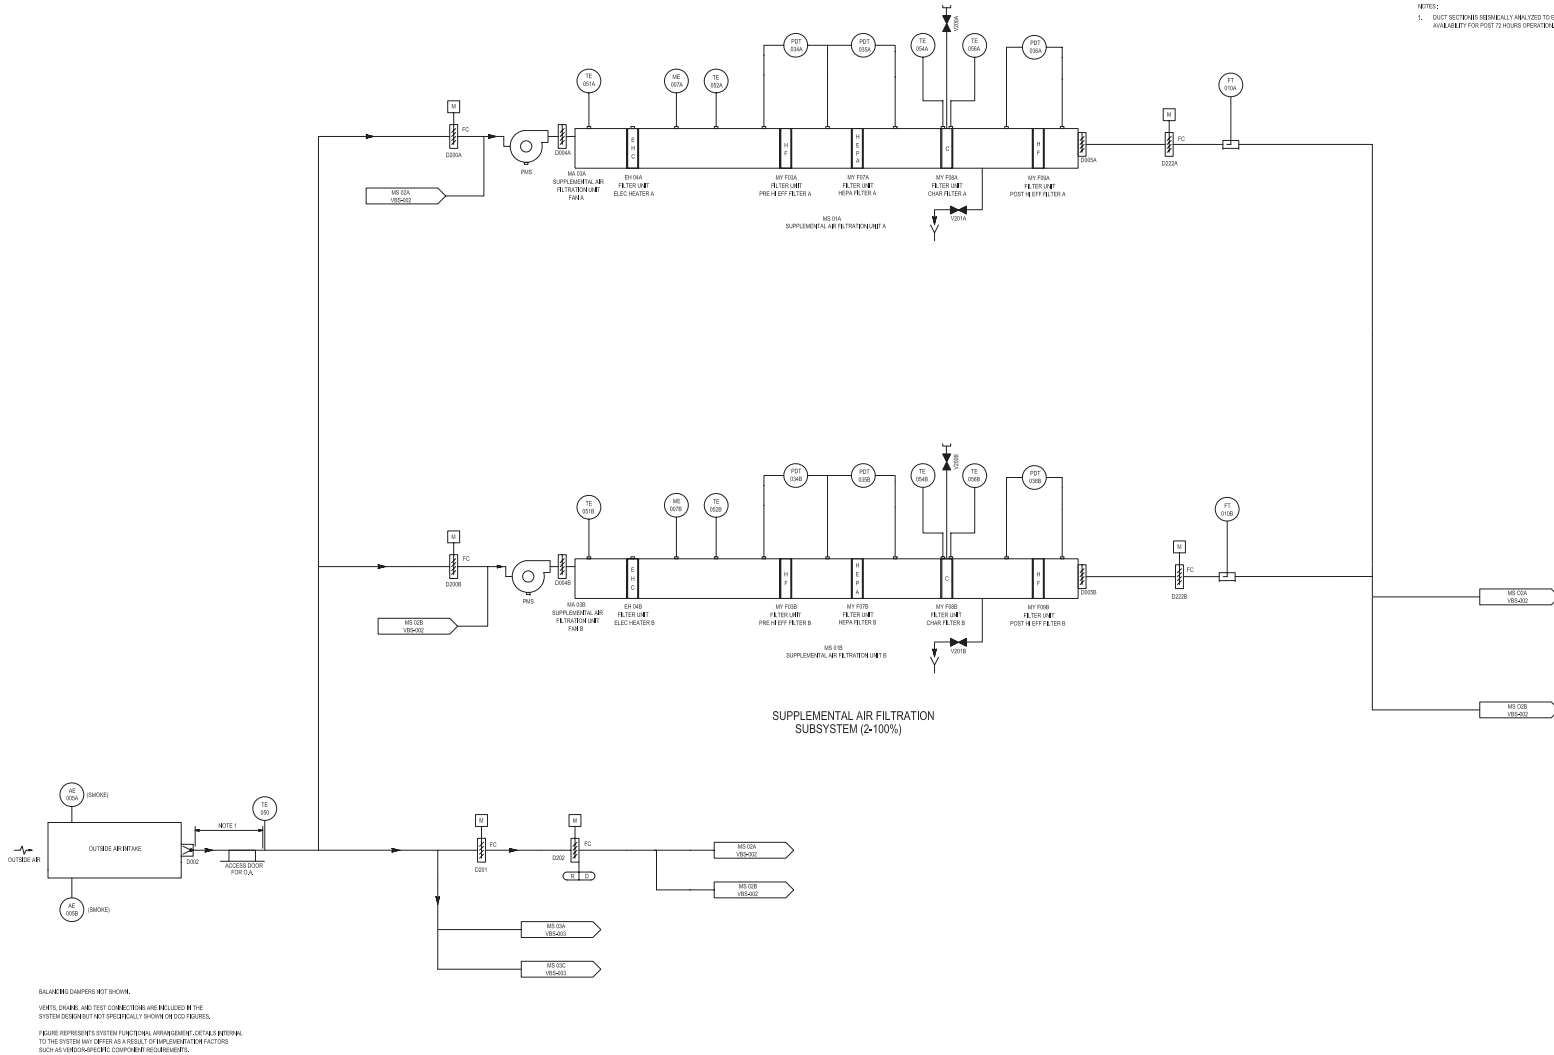 NOTES:
1. DUCT SECTION IS SEISMICALLY ANALYZED TO E
AVAILABILITY FOR POST 72 HOURS OPERATION.
V200A
PDT
034A
PDT
035A
TE
054A
TE
056A
PDT
036A
TE
051A
ME
007A
TE
052A
FT
010A
M
FC
D200A
PMS
D004A
E
H
C
H
F
H
E
P
A
C
H
F
D005A
M
FC
D222A
MS 02A
VBS-002
MA 03A
SUPPLEMENTAL AIR
FILTRATION UNIT
FAN A
EH 04A
FILTER UNIT
ELEC HEATER A
MY F03A
FILTER UNIT
PRE HI EFF FILTER A
MY F07A
FILTER UNIT
HEPA FILTER A
MY F08A
FILTER UNIT
CHAR FILTER A
MY F09A
FILTER UNIT
POST HI EFF FILTER A
V201A
MS 01A
SUPPLEMENTAL AIR FILTRATION UNIT A
V200B
PDT
034B
PDT
035B
TE
054B
TE
056B
PDT
036B
TE
051B
ME
007B
TE
052B
FT
010B
M
FC
D200B
PMS
D004B
E
H
C
H
F
H
E
P
A
C
H
F
D005B
M
FC
D222B
MS 02B
VBS-002
MA 03B
SUPPLEMENTAL AIR
FILTRATION UNIT
FAN B
EH 04B
FILTER UNIT
ELEC HEATER B
MY F03B
FILTER UNIT
PRE HI EFF FILTER B
MY F07B
FILTER UNIT
HEPA FILTER B
MY F08B
FILTER UNIT
CHAR FILTER B
MY F09B
FILTER UNIT
POST HI EFF FILTER B
V201B
MS 01B
SUPPLEMENTAL AIR FILTRATION UNIT B
MS O2A
VBS-002
MS O2B
VBS-002
SUPPLEMENTAL AIR FILTRATION
SUBSYSTEM (2-100%)
AE
005A
(SMOKE)
TE
050
NOTE 1
OUTSIDE AIR
OUTSIDE AIR INTAKE
D002
ACCESS DOOR
FOR O.A.
AE
005B
(SMOKE)
M
FC
D201
M
FC
D202
R D
MS 02A
VBS-002
MS 02B
VBS-002
MS 03A
VBS-003
MS 03C
VBS-003
BALANCING DAMPERS NOT SHOWN.
VENTS, DRAINS, AND TEST CONNECTIONS ARE INCLUDED IN THE
SYSTEM DESIGN BUT NOT SPECIFICALLY SHOWN ON DCD FIGURES.
FIGURE REPRESENTS SYSTEM FUNCTIONAL ARRANGEMENT. DETAILS INTERNAL
TO THE SYSTEM MAY DIFFER AS A RESULT OF IMPLEMENTATION FACTORS
SUCH AS VENDOR-SPECIFIC COMPONENT REQUIREMENTS.